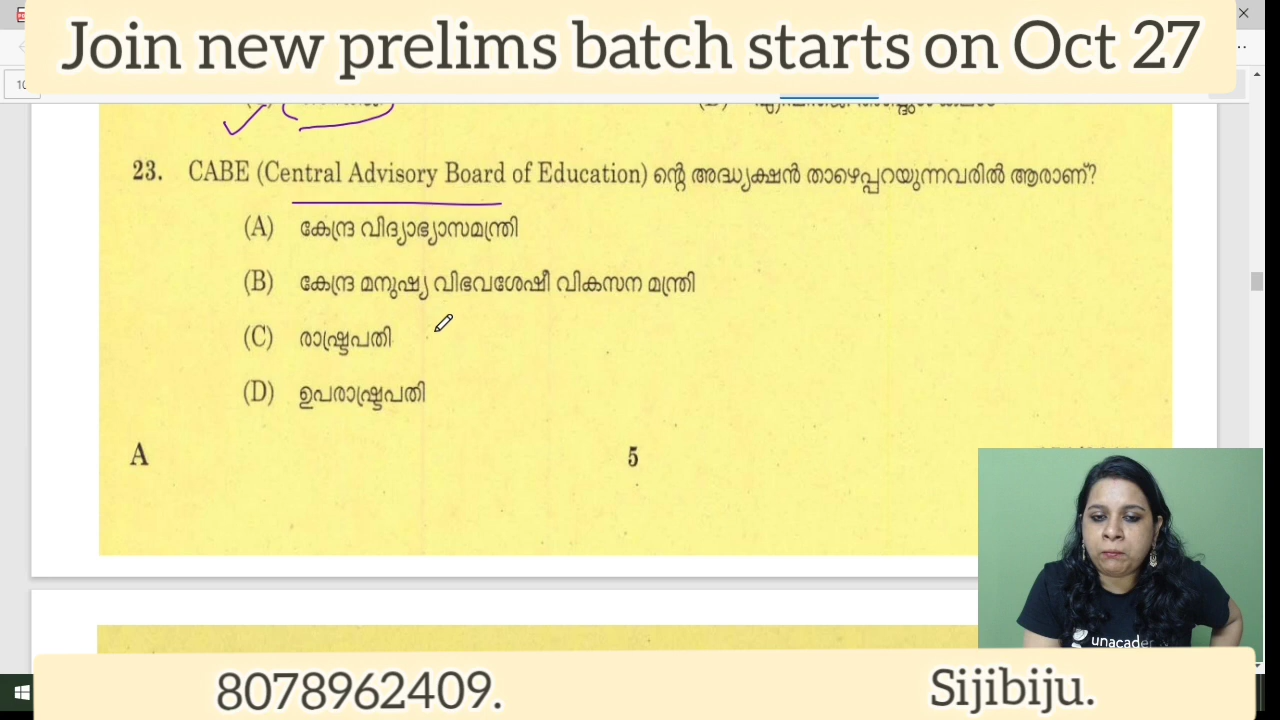 Join new prelims batch starts on Oct 27
23. CABE (Central Advisory Board of Education) ന്റെ അദ്ധ്യക്ഷൻ താഴെപ്പറയുന്നവരിൽ ആരാണ്?
(A) കേന്ദ്ര വിദ്യാഭ്യാസമന്ത്രി
(B) കേന്ദ്ര മനുഷ്യ വിഭവശേഷീ വികസന മന്ത്രി
(C) രാഷ്ട്രപതി
(D) ഉപരാഷ്ട്രപതി
A 5
8078962409. Sijibiju.